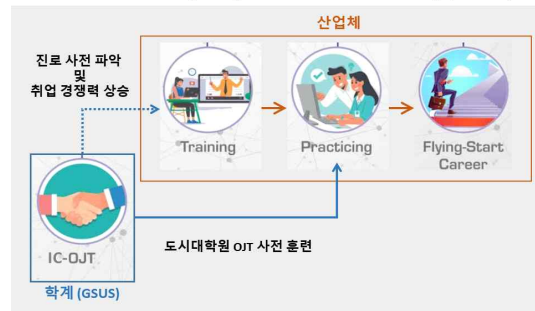 산업체
진로 사전 파악
및
취업 경쟁력 상승
Training
Practicing
Flying-Start
Career
IC-OJT
도시대학원 OJT 사전 훈련
학계 (GSUS)